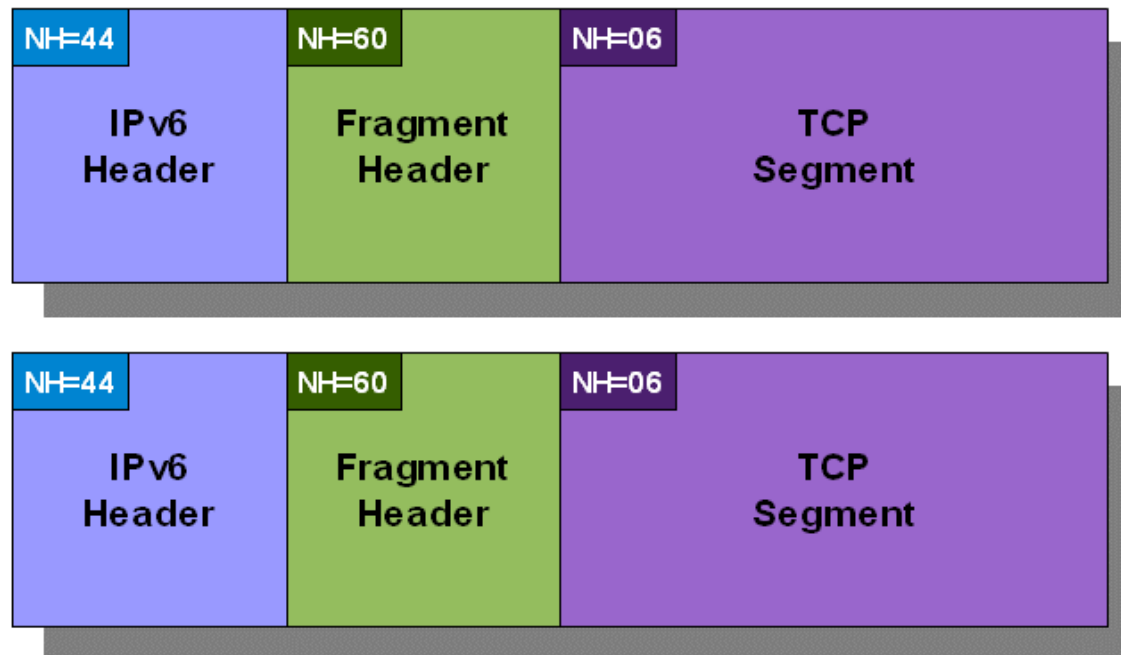 NH=44 NH=60 NH=06
IPv6 Fragment TCP
Header Header Segment
NH=44 NH=60 NH=06
IPv6 Fragment TCP
Header Header Segment